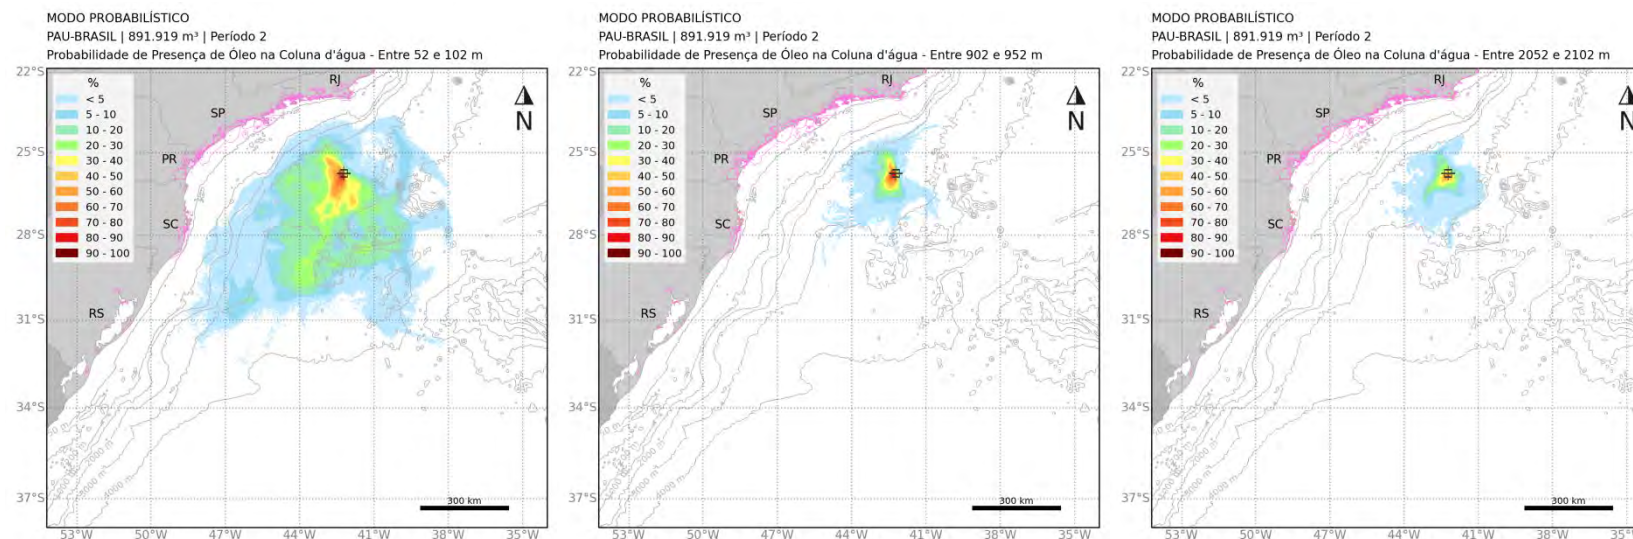 MODO PROBABILÍSTICO
PAU-BRASIL | 891.919 m³ | Período 2
Probabilidade de Presença de Óleo na Coluna d'água - Entre 52 e 102 m
22°S
25°S
28°S
31°S
34°S
37°S
%
< 5
5 - 10
10 - 20
20 - 30
30 - 40
40 - 50
50 - 60
60 - 70
70 - 80
80 - 90
90 - 100
RJ
SP
PR
SC
RS
N
300 km
53°W
50°W
47°W
44°W
41°W
38°W
35°W
MODO PROBABILÍSTICO
PAU-BRASIL | 891.919 m³ | Período 2
Probabilidade de Presença de Óleo na Coluna d'água - Entre 902 e 952 m
22°S
25°S
28°S
31°S
34°S
37°S
%
< 5
5 - 10
10 - 20
20 - 30
30 - 40
40 - 50
50 - 60
60 - 70
70 - 80
80 - 90
90 - 100
RJ
SP
PR
SC
RS
N
300 km
53°W
50°W
47°W
44°W
41°W
38°W
35°W
MODO PROBABILÍSTICO
PAU-BRASIL | 891.919 m³ | Período 2
Probabilidade de Presença de Óleo na Coluna d'água - Entre 2052 e 2102 m
22°S
25°S
28°S
31°S
34°S
37°S
%
< 5
5 - 10
10 - 20
20 - 30
30 - 40
40 - 50
50 - 60
60 - 70
70 - 80
80 - 90
90 - 100
RJ
SP
PR
SC
RS
N
300 km
53°W
50°W
47°W
44°W
41°W
38°W